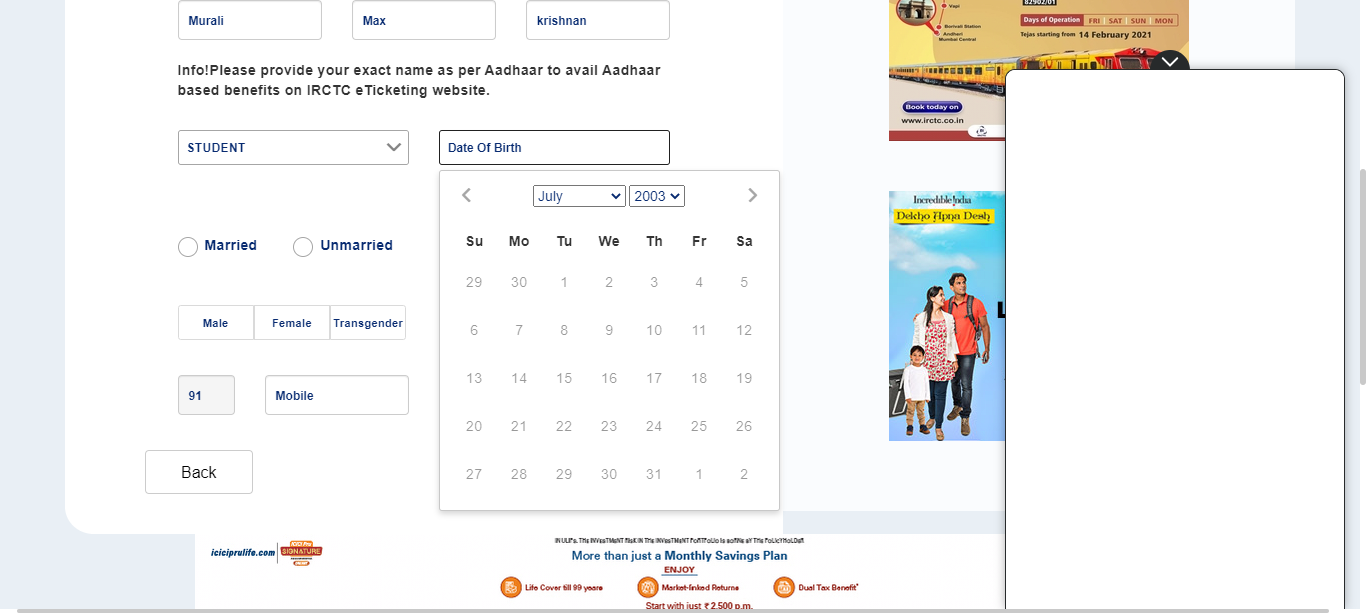 Murali
Max
krishnan
Info!Please provide your exact name as per Aadhaar to avail Aadhaar
based benefits on IRCTC eTicketing website.
STUDENT
Date Of Birth
July 2003
Su Mo Tu We Th Fr Sa
29 30 1 2 3 4 5
6 7 8 9 10 11 12
13 14 15 16 17 18 19
20 21 22 23 24 25 26
27 28 29 30 31 1 2
Married
Unmarried
Male
Female
Transgender
91
Mobile
Back
Vapi
Borivali Station
Andheri
Mumbai Central
82902/01
Days of Operation FRI SAT SUN MON
Tejas starting from 14 February 2021
Book today on
www.irctc.co.in
Incredible India
Dekho Apna Desh
L
iciciprulife.com
ICICI Pru
SIGNATURE
IN ULIPs, THE INVESTMENT RISK IN THE INVESTMENT PORTFOLIO IS BORNE BY THE POLICYHOLDER
More than just a Monthly Savings Plan
ENJOY
Life Cover till 99 years
Market-linked Returns
Dual Tax Benefit*
Start with just ₹ 2,500 p.m.